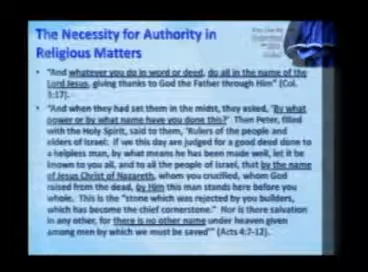 The Necessity for Authority in
Religious Matters
• "And whatever you do in word or deed, do all in the name of the
Lord Jesus, giving thanks to God the Father through Him" (Col.
3:17).
• "And when they had set them in the midst, they asked, 'By what
power or by what name have you done this?' Then Peter, filled
with the Holy Spirit, said to them, 'Rulers of the people and
elders of Israel: If we this day are judged for a good deed done to
a helpless man, by what means he has been made well, let it be
known to you all, and to all the people of Israel, that by the name
of Jesus Christ of Nazareth, whom you crucified, whom God
raised from the dead, by Him this man stands here before you
whole. This is the "stone which was rejected by you builders,
which has become the chief cornerstone." Nor is there salvation
in any other, for there is no other name under heaven given
among men by which we must be saved'" (Acts 4:7-12).